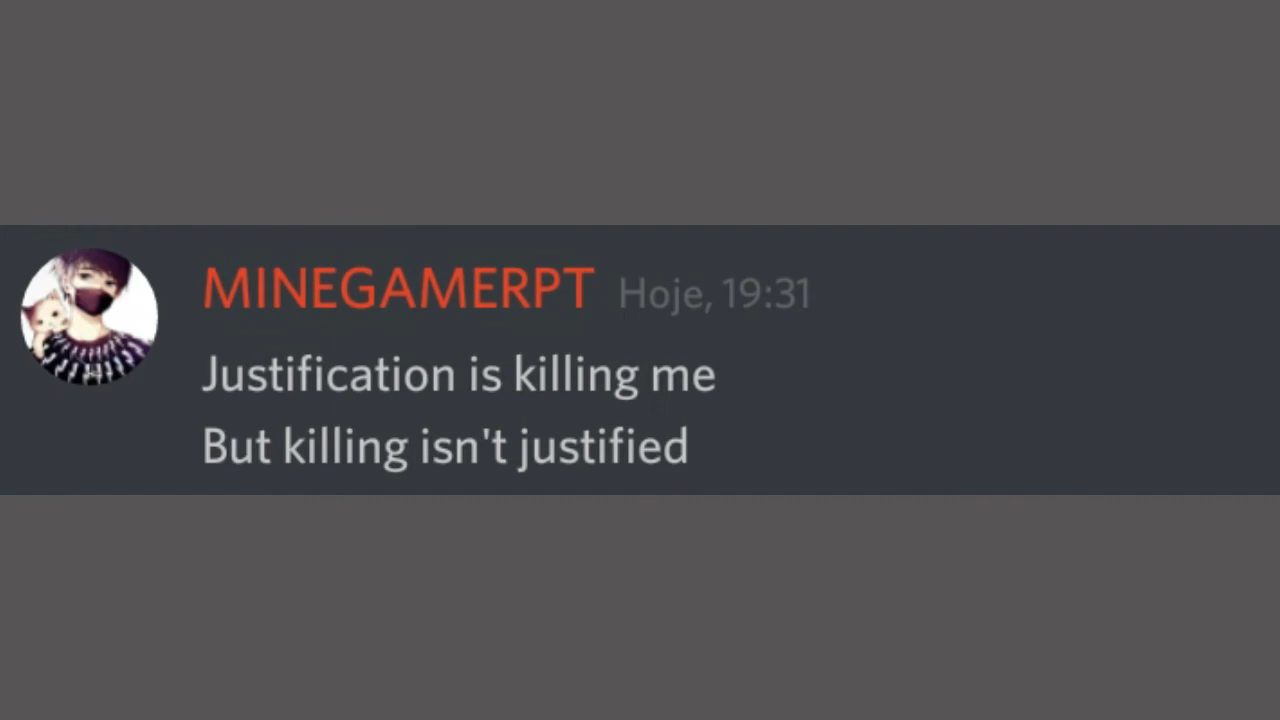 MINEGAMERPT Hoje, 19:31
Justification is killing me
But killing isn't justified